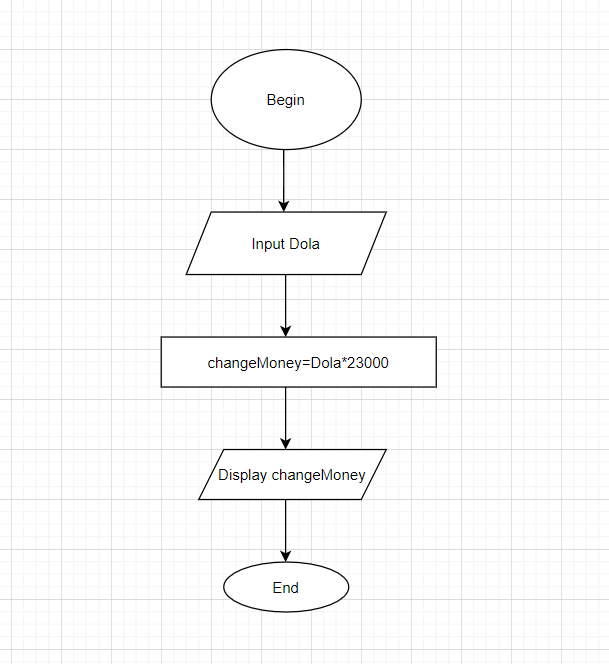 Begin
Input Dola
changeMoney=Dola*23000
Display changeMoney
End